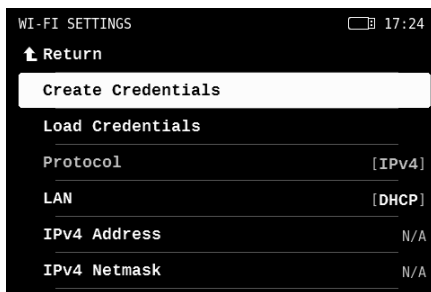 WI-FI SETTINGS 17:24
Return
Create Credentials
Load Credentials
Protocol [IPv4]
LAN [DHCP]
IPv4 Address N/A
IPv4 Netmask N/A